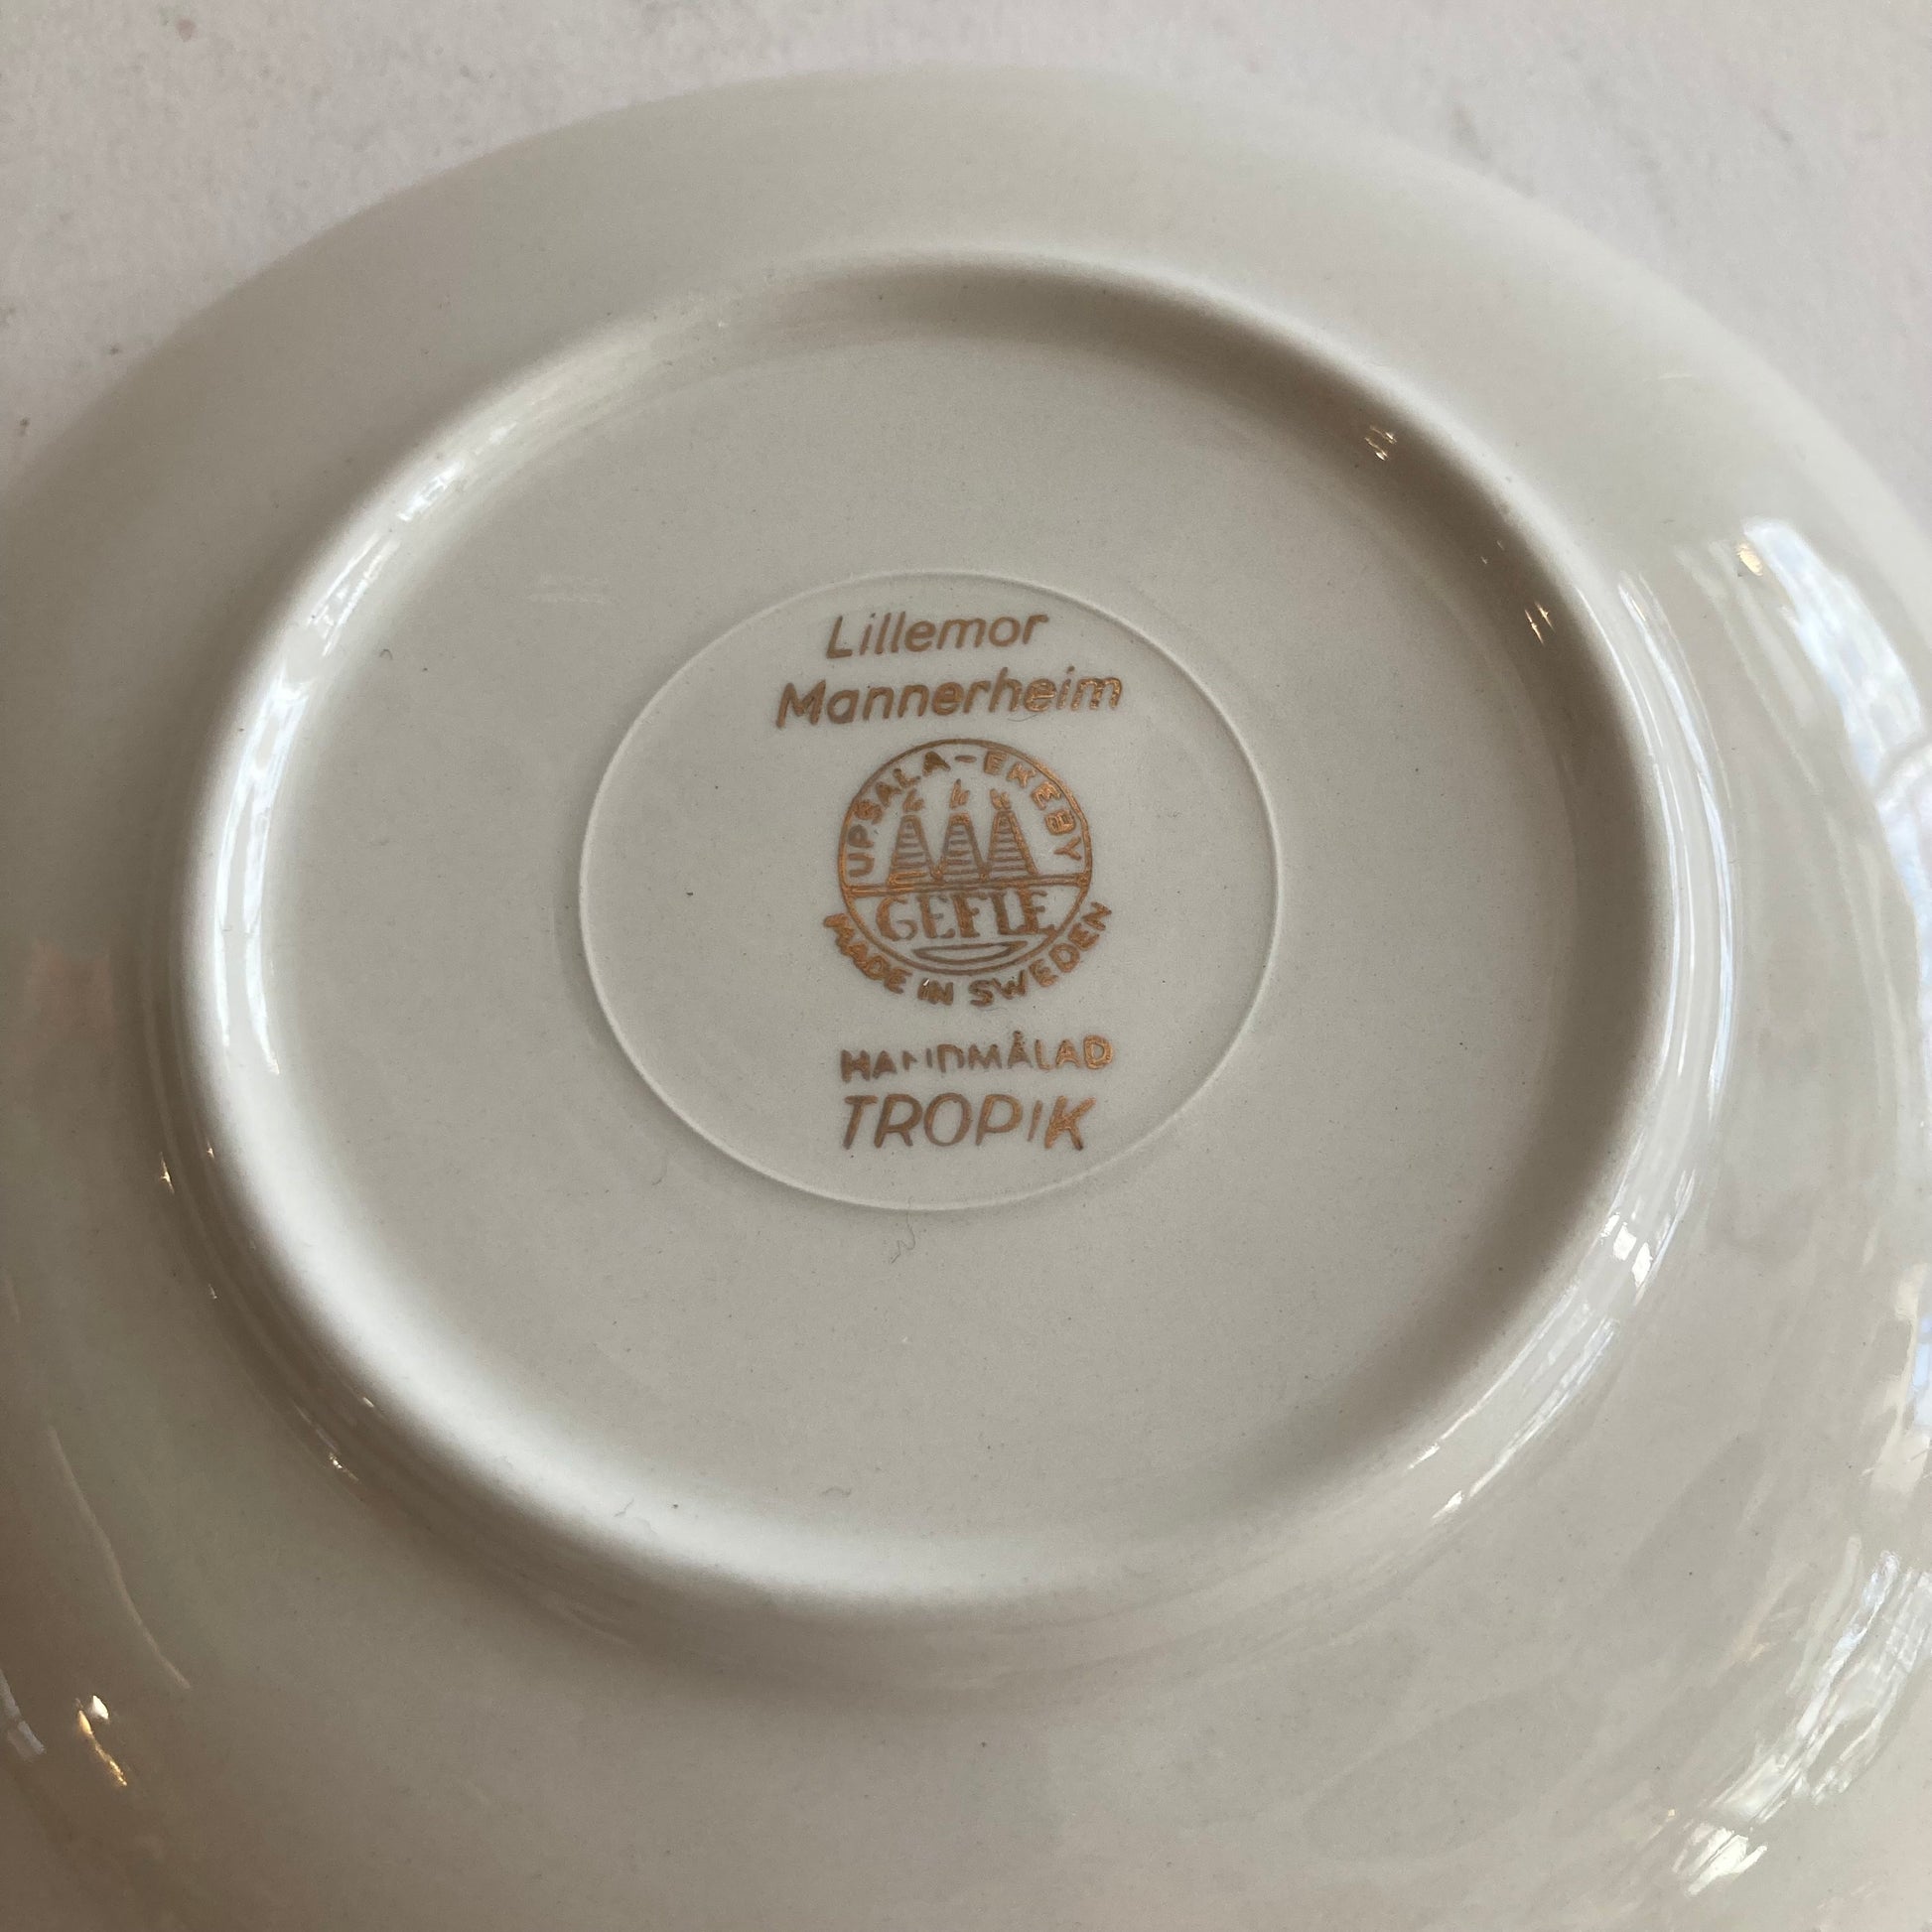 Lillemor
Mannerheim
UPSALA-EKEBY
GEFLE
MADE IN SWEDEN
HANDMÅLAD
TROPIK